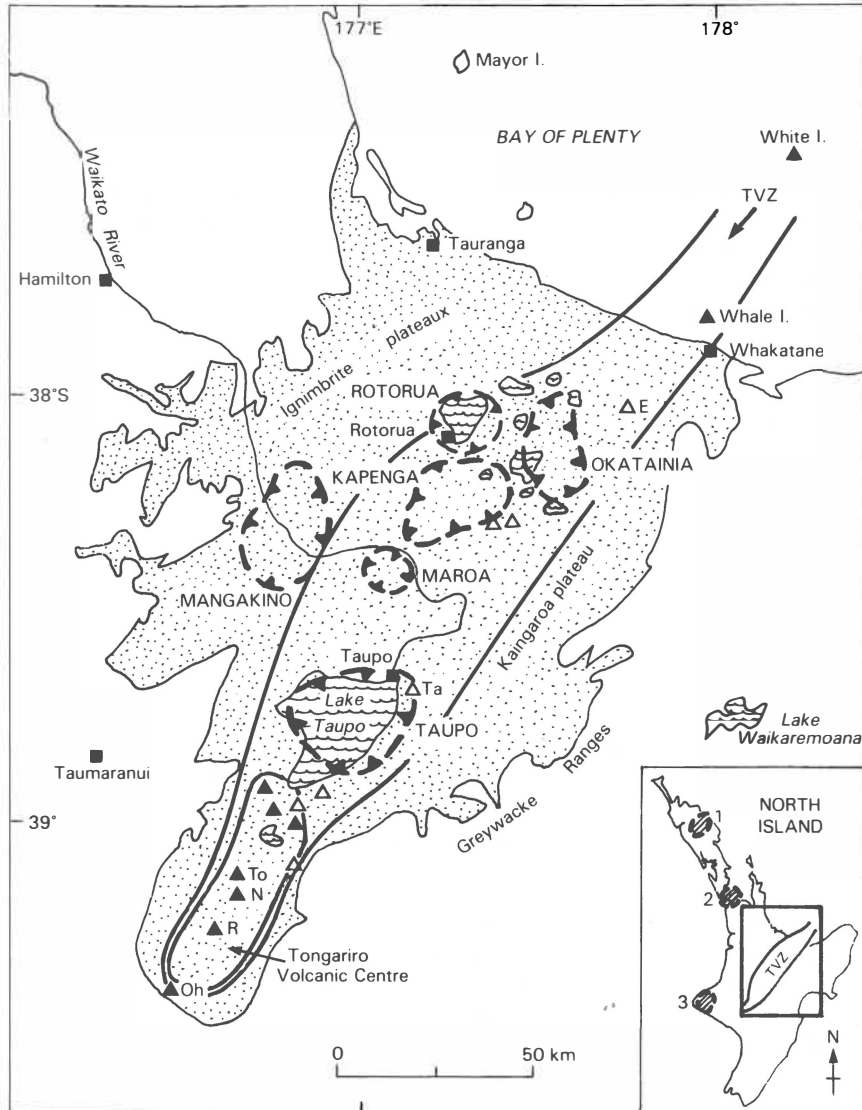 177°E
178°
Mayor I.
BAY OF PLENTY
White I.
TVZ
Waikato River
Tauranga
Hamilton
Whale I.
Whakatane
Ignimbrite plateaux
38°S
ROTORUA
E
Rotorua
OKATAINIA
KAPENGA
MAROA
MANGAKINO
Kaingaroa plateau
Taupo
Ta
Lake
Taupo
TAUPO
Lake
Waikaremoana
Taumaranui
Greywacke Ranges
39°
To
N
R
Tongariro
Volcanic Centre
Oh
0 50 km
NORTH
ISLAND
1
2
TVZ
3
N